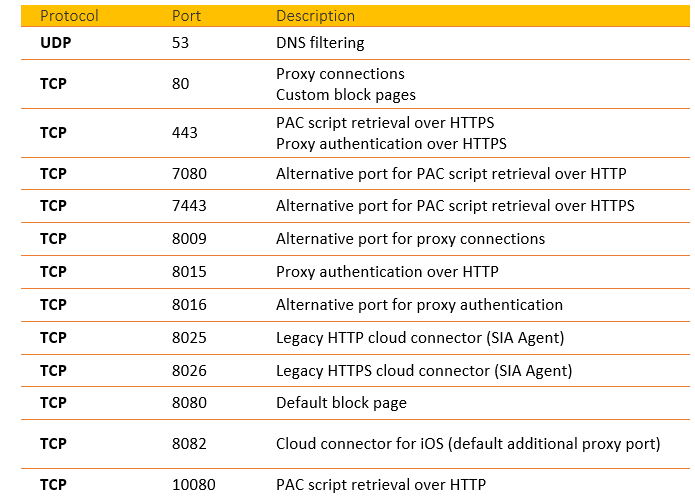 Protocol Port Description
UDP 53 DNS filtering
TCP 80 Proxy connections
Custom block pages
TCP 443 PAC script retrieval over HTTPS
Proxy authentication over HTTPS
TCP 7080 Alternative port for PAC script retrieval over HTTP
TCP 7443 Alternative port for PAC script retrieval over HTTPS
TCP 8009 Alternative port for proxy connections
TCP 8015 Proxy authentication over HTTP
TCP 8016 Alternative port for proxy authentication
TCP 8025 Legacy HTTP cloud connector (SIA Agent)
TCP 8026 Legacy HTTPS cloud connector (SIA Agent)
TCP 8080 Default block page
TCP 8082 Cloud connector for iOS (default additional proxy port)
TCP 10080 PAC script retrieval over HTTP